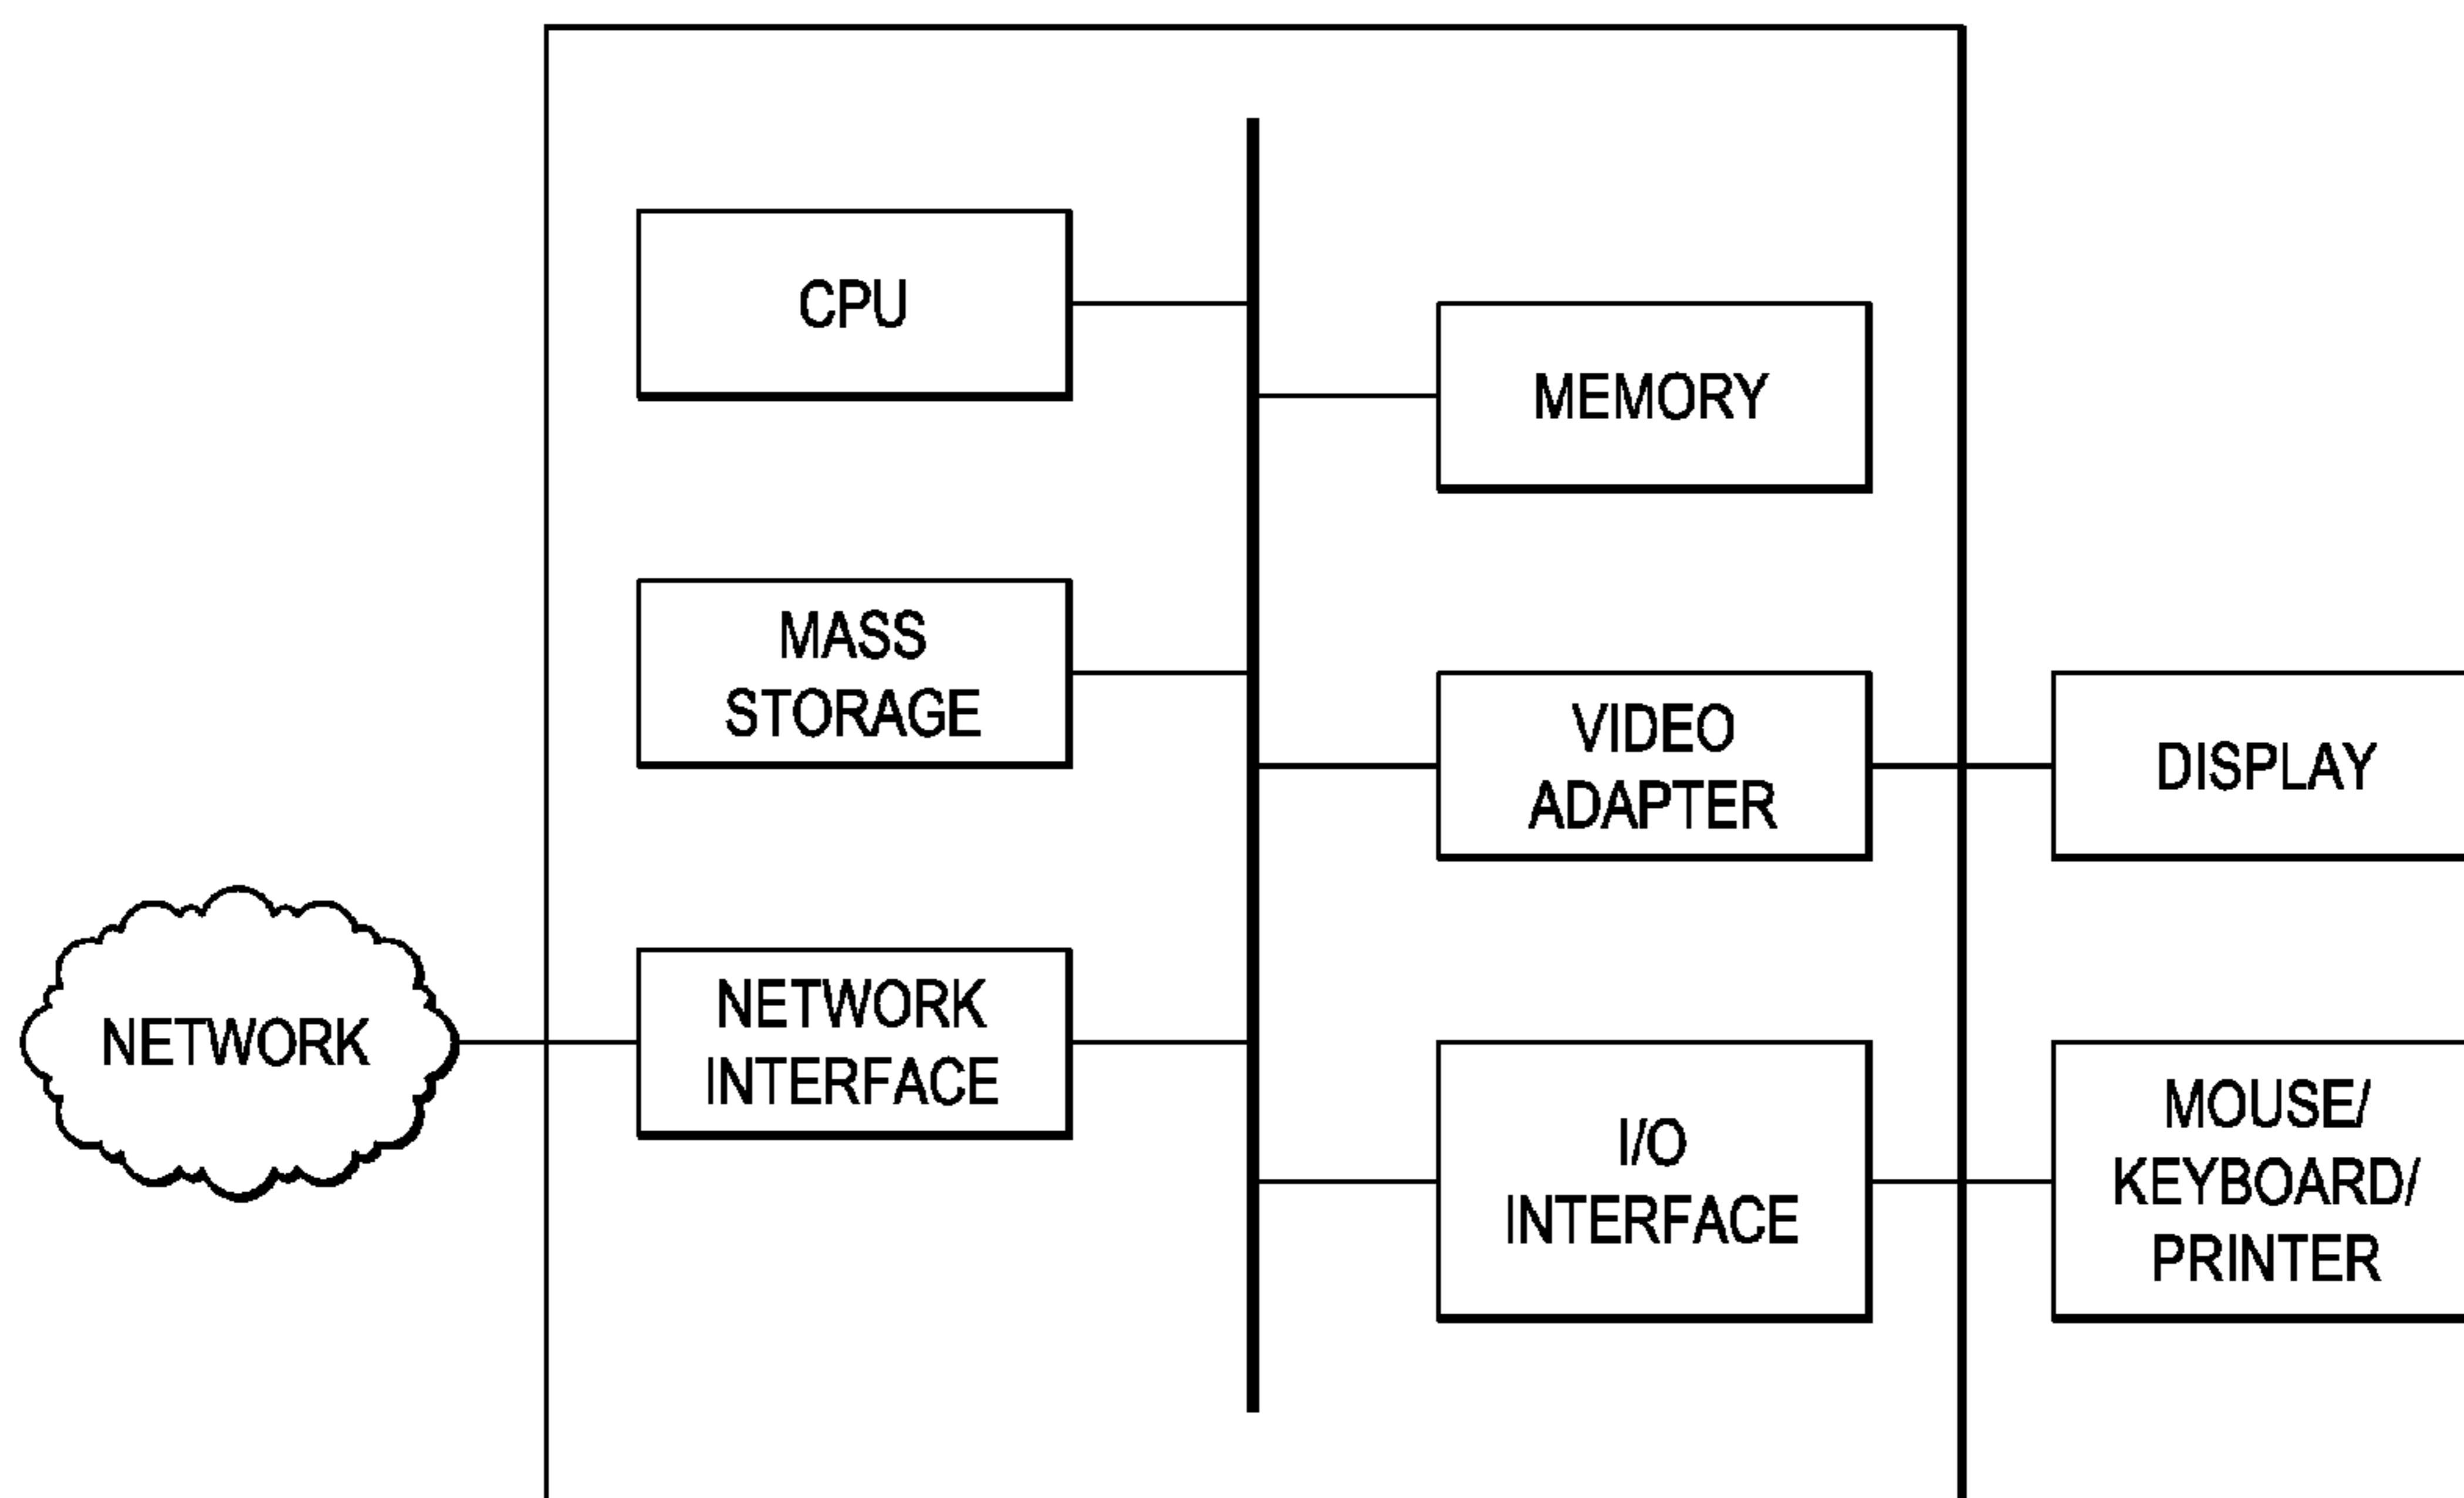 CPU
MEMORY
MASS
STORAGE
VIDEO
ADAPTER
DISPLAY
NETWORK
NETWORK
INTERFACE
I/O
INTERFACE
MOUSE/
KEYBOARD/
PRINTER